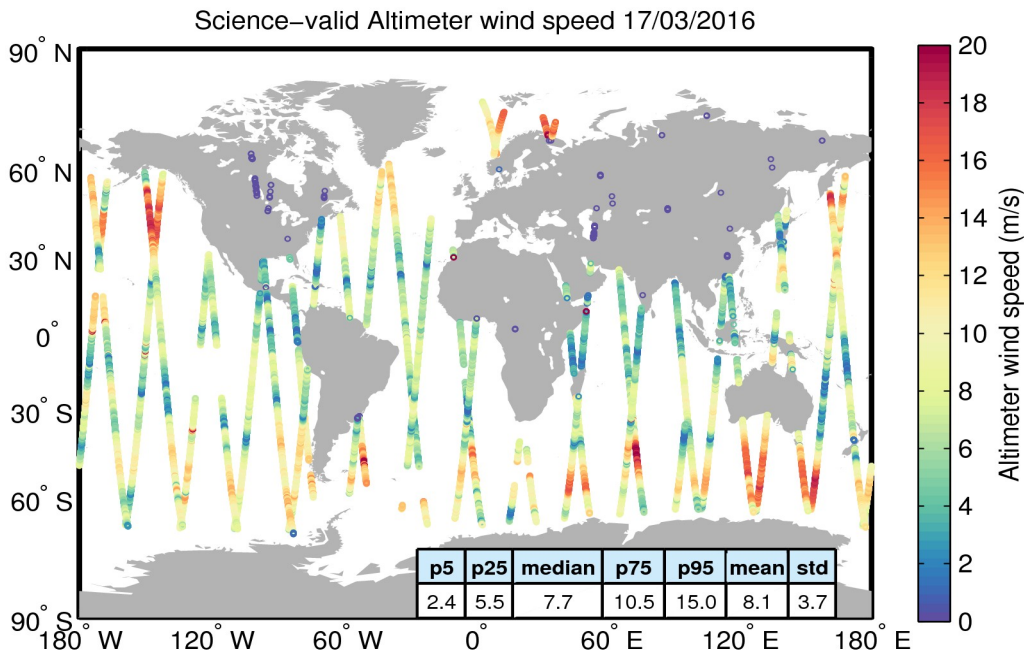 Science-valid Altimeter wind speed 17/03/2016
90° N
60° N
30° N
0°
30° S
60° S
90° S
180° W
120° W
60° W
0°
60° E
120° E
180° E
p5 p25 median p75 p95 mean std
2.4 5.5 7.7 10.5 15.0 8.1 3.7
20
18
16
14
12
10
8
6
4
2
0
Altimeter wind speed (m/s)